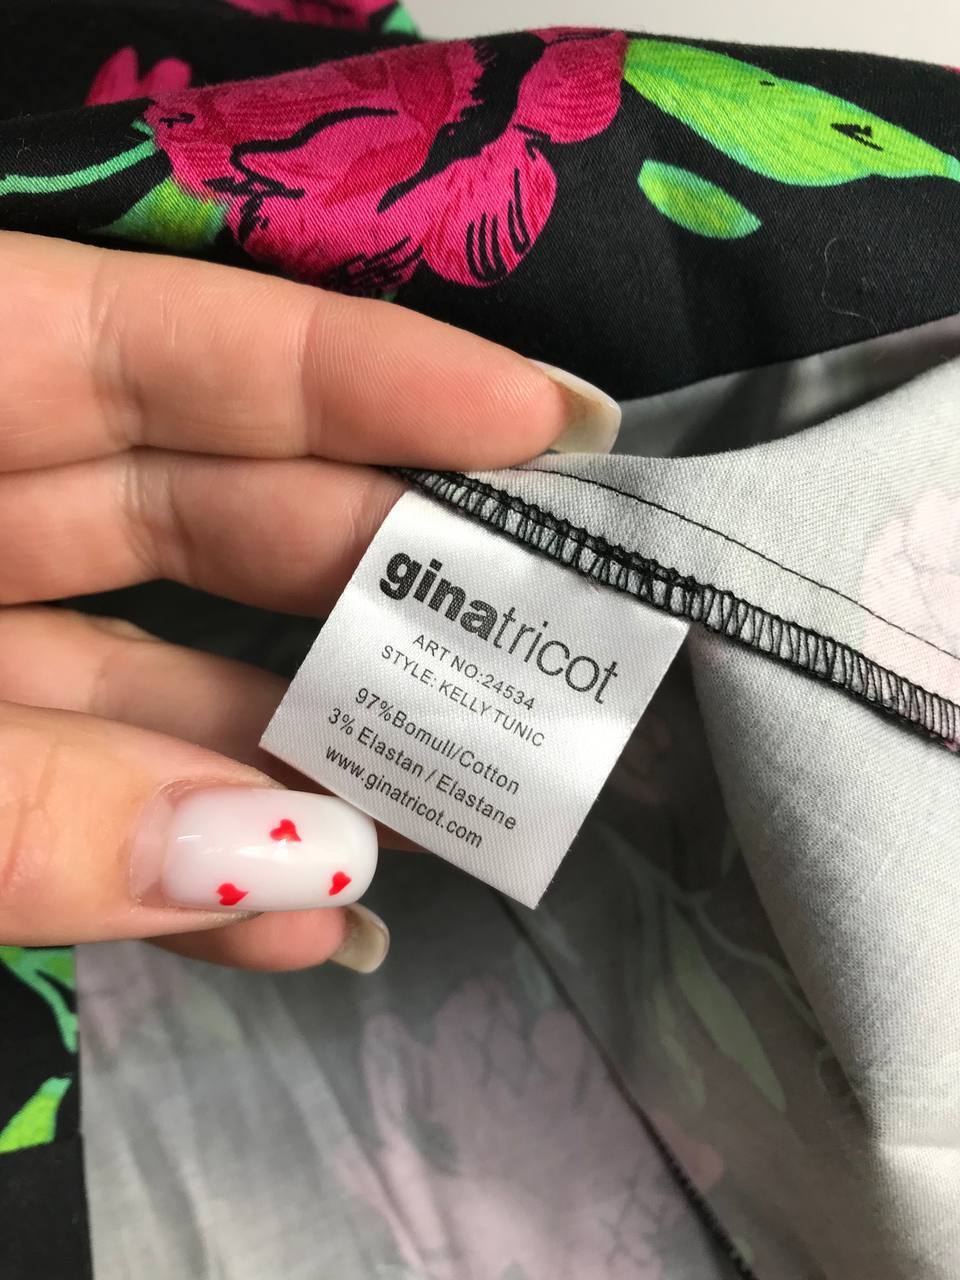 ginatricot
ART NO:24534
STYLE: KELLY TUNIC
97%Bomull/Cotton
3% Elastan / Elastane
www.ginatricot.com